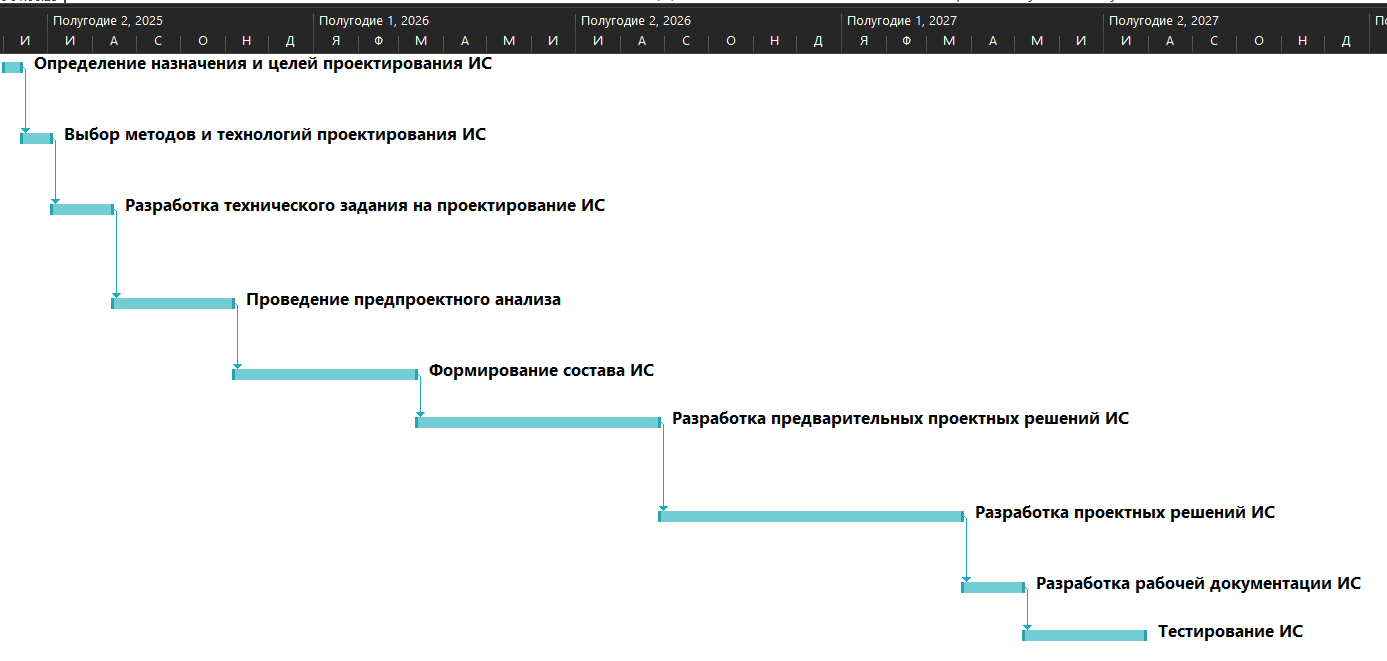 Полугодие 2, 2025 Полугодие 1, 2026 Полугодие 2, 2026 Полугодие 1, 2027 Полугодие 2, 2027
И И А С О Н Д Я Ф М А М И И А С О Н Д Я Ф М А М И И А С О Н Д
Определение назначения и целей проектирования ИС
Выбор методов и технологий проектирования ИС
Разработка технического задания на проектирование ИС
Проведение предпроектного анализа
Формирование состава ИС
Разработка предварительных проектных решений ИС
Разработка проектных решений ИС
Разработка рабочей документации ИС
Тестирование ИС